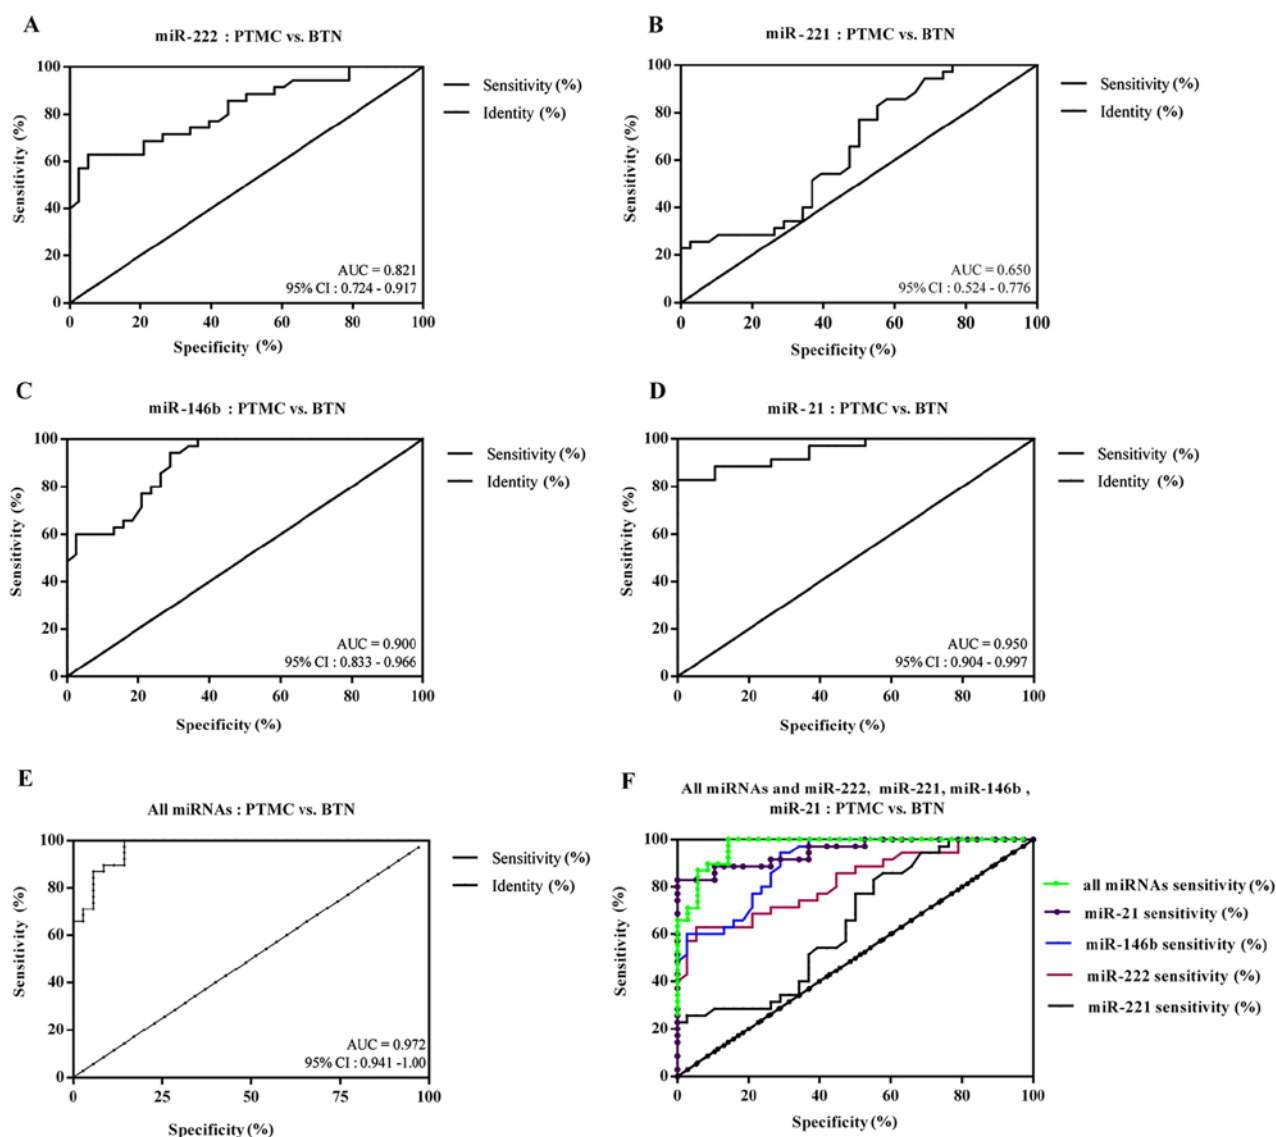 A
miR-222 : PTMC vs. BTN
100
80
60
40
20
0
Sensitivity (%)
0 20 40 60 80 100
Specificity (%)
AUC = 0.821
95% CI : 0.724 - 0.917
Sensitivity (%)
Identity (%)
B
miR-221 : PTMC vs. BTN
100
80
60
40
20
0
Sensitivity (%)
0 20 40 60 80 100
Specificity (%)
AUC = 0.650
95% CI : 0.524 - 0.776
Sensitivity (%)
Identity (%)
C
miR-146b : PTMC vs. BTN
100
80
60
40
20
0
Sensitivity (%)
0 20 40 60 80 100
Specificity (%)
AUC = 0.900
95% CI : 0.833 - 0.966
Sensitivity (%)
Identity (%)
D
miR-21 : PTMC vs. BTN
100
80
60
40
20
0
Sensitivity (%)
0 20 40 60 80 100
Specificity (%)
AUC = 0.950
95% CI : 0.904 - 0.997
Sensitivity (%)
Identity (%)
E
All miRNAs : PTMC vs. BTN
100
80
60
40
20
0
Sensitivity (%)
0 25 50 75 100
Specificity (%)
AUC = 0.972
95% CI : 0.941 -1.00
Sensitivity (%)
Identity (%)
F
All miRNAs and miR-222, miR-221, miR-146b ,
miR-21 : PTMC vs. BTN
100
80
60
40
20
0
Sensitivity (%)
0 20 40 60 80 100
Specificity (%)
all miRNAs sensitivity (%)
miR-21 sensitivity (%)
miR-146b sensitivity (%)
miR-222 sensitivity (%)
miR-221 sensitivity (%)